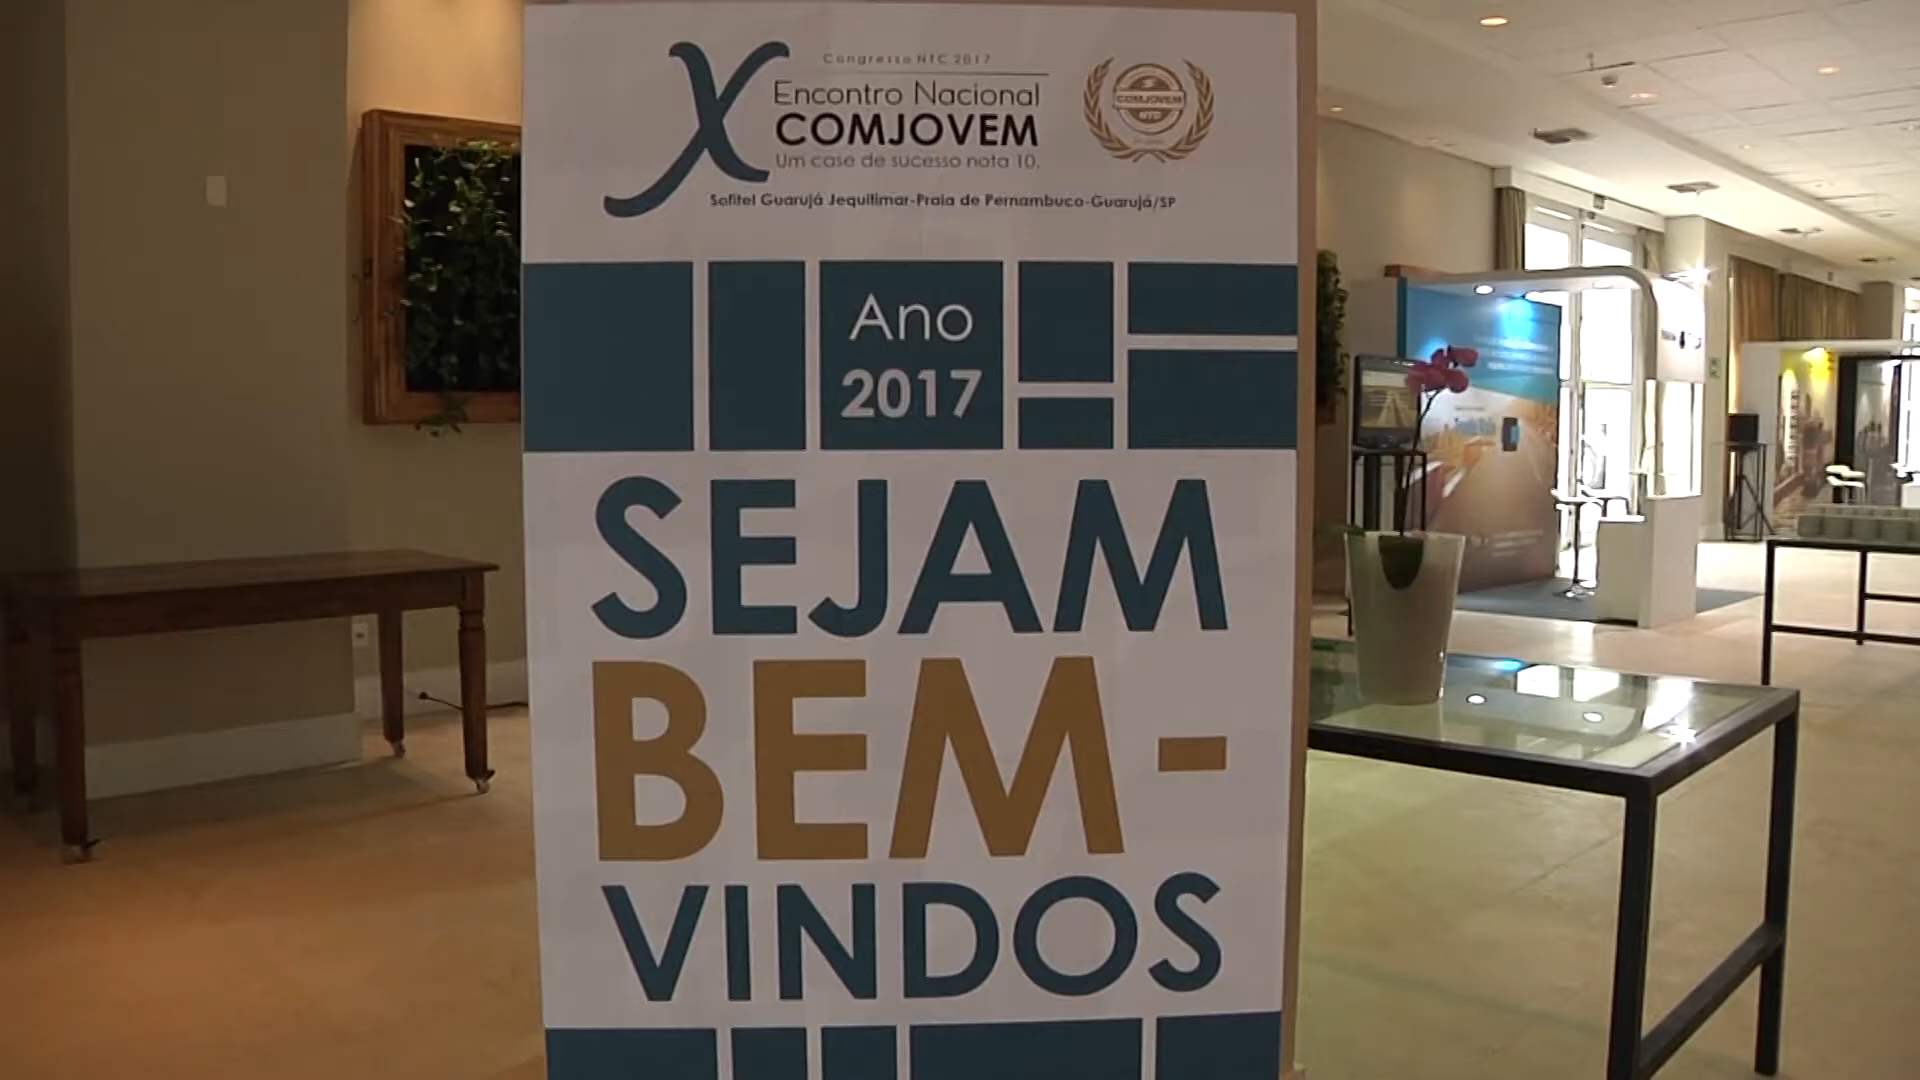 Congresso NTC 2017
X Encontro Nacional
COMJOVEM
Um case de sucesso nota 10.
COMJOVEM
NTC
Sofitel Guarujá Jequitimar-Praia de Pernambuco-Guarujá/SP
Ano
2017
SEJAM
BEM-
VINDOS